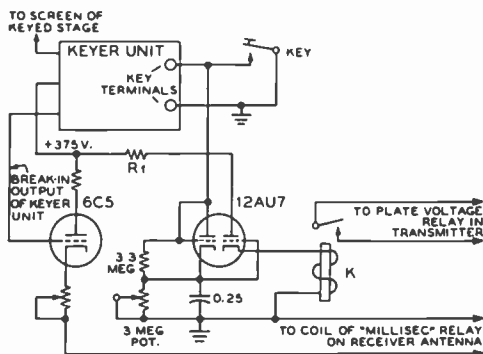 TO SCREEN OF
KEYED STAGE
KEYER UNIT
KEY
TERMINALS
KEY
+375V.
R1
BREAK-IN
OUTPUT
OF KEYER
UNIT
6C5
12AU7
TO PLATE VOLTAGE
RELAY IN
TRANSMITTER
3.3
MEG
K
0.25
3 MEG
POT.
TO COIL OF "MILLISEC" RELAY
ON RECEIVER ANTENNA